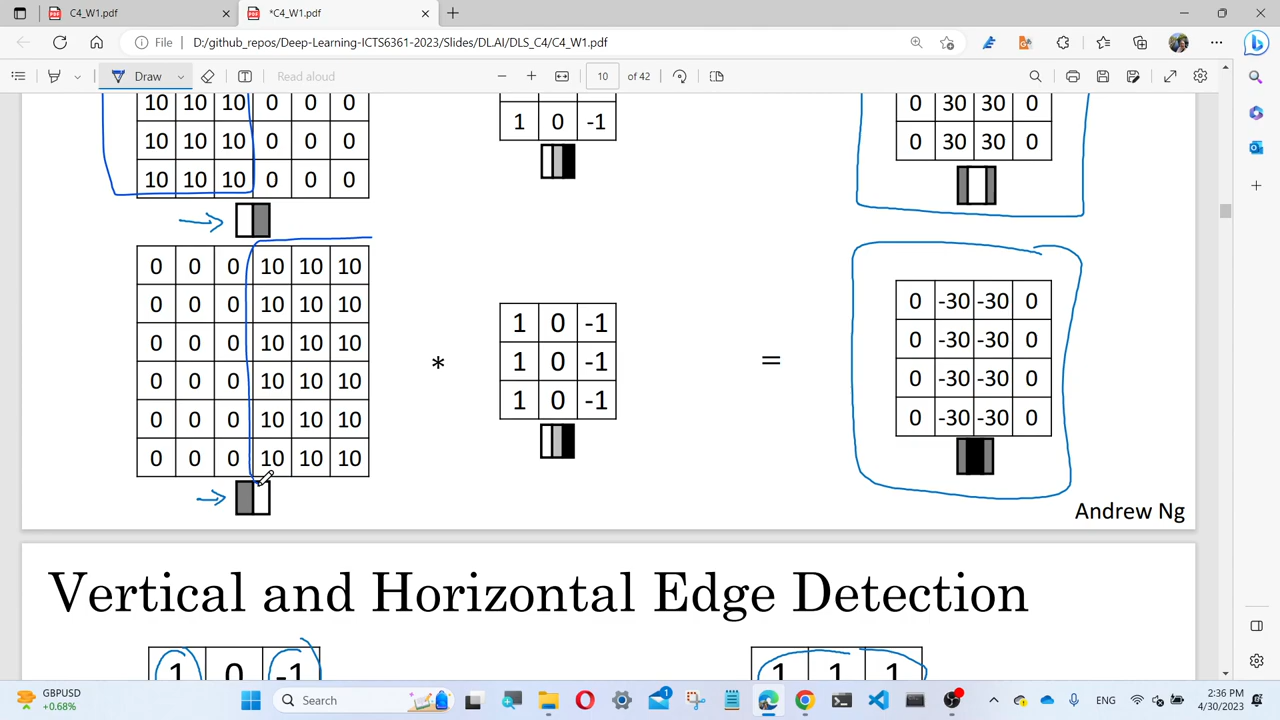 C4_W1.pdf
*C4_W1.pdf
File
D:/github_repos/Deep-Learning-ICTS6361-2023/Slides/DL.AI/DLS_C4/C4_W1.pdf
Draw
Read aloud
10
of 42
10 10 10 0 0 0
10 10 10 0 0 0
10 10 10 0 0 0
1 0 -1
0 30 30 0
0 30 30 0
0 0 0 10 10 10
0 0 0 10 10 10
0 0 0 10 10 10
0 0 0 10 10 10
0 0 0 10 10 10
0 0 0 10 10 10
*
1 0 -1
1 0 -1
1 0 -1
=
0 -30 -30 0
0 -30 -30 0
0 -30 -30 0
0 -30 -30 0
Andrew Ng
Vertical and Horizontal Edge Detection
1 0 -1
1 1 1
GBPUSD
+0.68%
Search
1
ENG
2:36 PM
4/30/2023